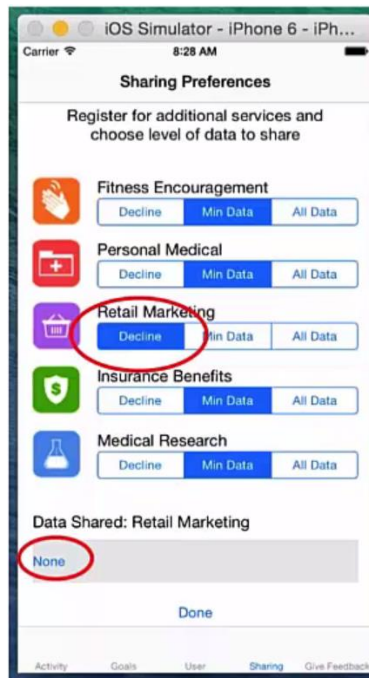 iOS Simulator - iPhone 6 - iPh...
Carrier 8:28 AM
Sharing Preferences
Register for additional services and
choose level of data to share
Fitness Encouragement
Decline Min Data All Data
Personal Medical
Decline Min Data All Data
Retail Marketing
Decline Min Data All Data
Insurance Benefits
Decline Min Data All Data
Medical Research
Decline Min Data All Data
Data Shared: Retail Marketing
None
Done
Activity Goals User Sharing Give Feedback